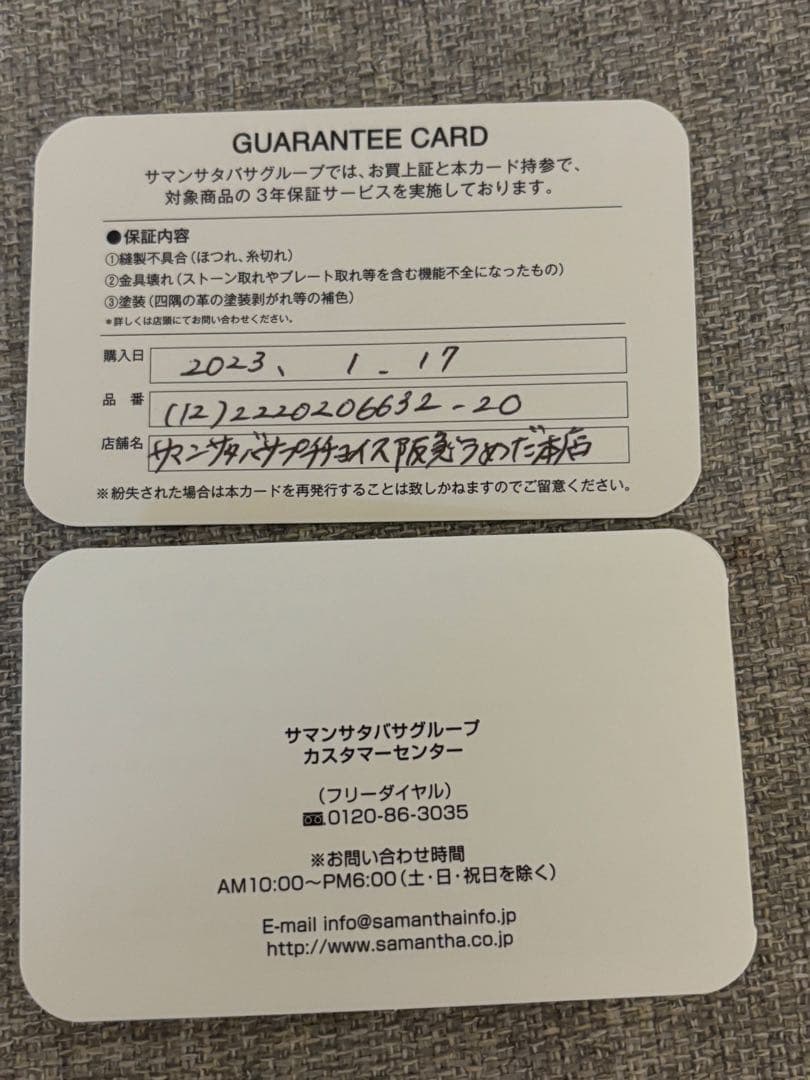 GUARANTEE CARD
サマンサタバサグループでは、お買上証と本カード持参で、
対象商品の3年保証サービスを実施しております。
●保証内容
①縫製不具合(ほつれ、糸切れ)
②金具壊れ(ストーン取れやプレート取れ等を含む機能不全になったもの)
③塗装(四隅の革の塗装剥がれ等の補色)
*詳しくは店頭にてお問い合わせください。
購入日 2023、 1 . 17
品 番 (12)2220206632-20
店舗名 サマンサタバサプチチョイス阪急うめだ本店
※紛失された場合は本カードを再発行することは致しかねますのでご留意ください。
サマンサタバサグループ
カスタマーセンター
(フリーダイヤル)
0120-86-3035
※お問い合わせ時間
AM10:00〜PM6:00(土・日・祝日を除く)
E-mail info@samanthainfo.jp
http://www.samantha.co.jp